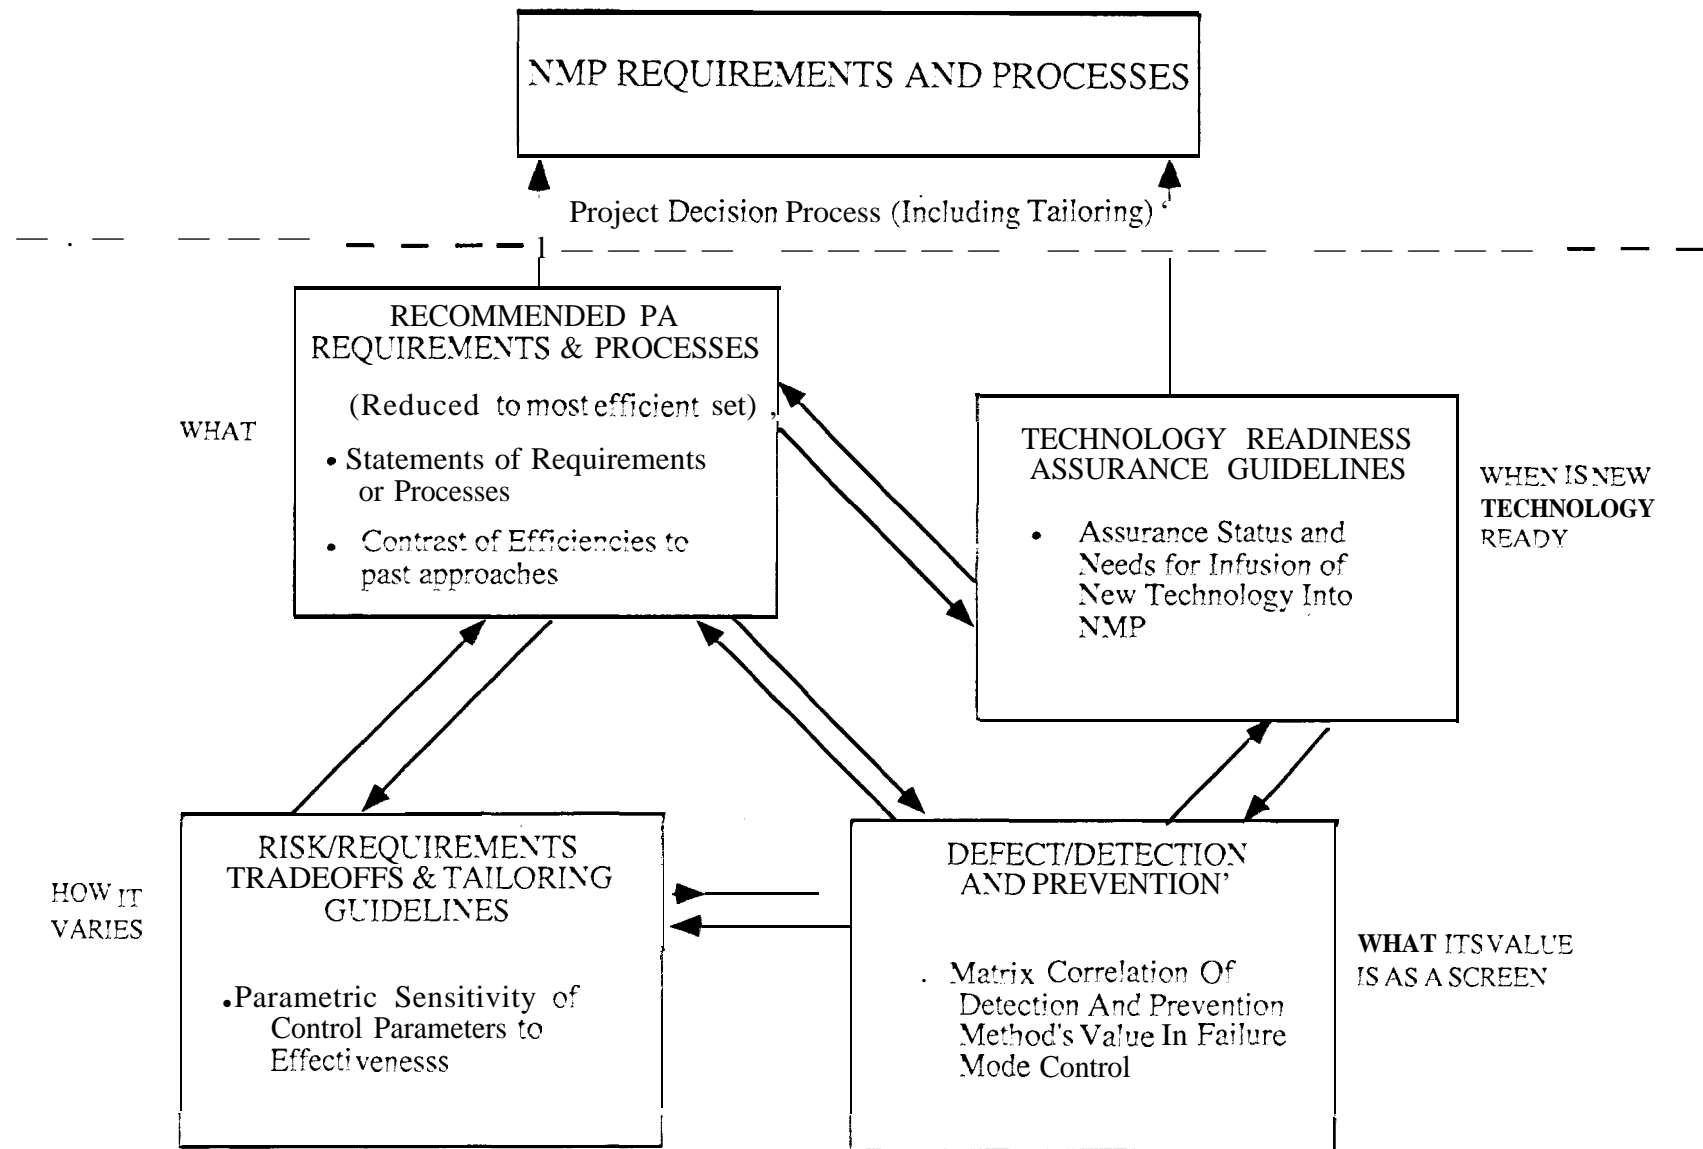 NMP REQUIREMENTS AND PROCESSES
Project Decision Process (Including Tailoring)
RECOMMENDED PA
REQUIREMENTS & PROCESSES
(Reduced to most efficient set)
• Statements of Requirements
or Processes
• Contrast of Efficiencies to
past approaches
WHAT
TECHNOLOGY READINESS
ASSURANCE GUIDELINES
• Assurance Status and
Needs for Infusion of
New Technology Into
NMP
WHEN IS NEW
TECHNOLOGY
READY
HOW IT
VARIES
RISK/REQUIREMENTS
TRADEOFFS & TAILORING
GUIDELINES
• Parametric Sensitivity of
Control Parameters to
Effectivenesss
DEFECT/DETECTION
AND PREVENTION'
. Matrix Correlation Of
Detection And Prevention
Method's Value In Failure
Mode Control
WHAT ITS VALUE
IS AS A SCREEN